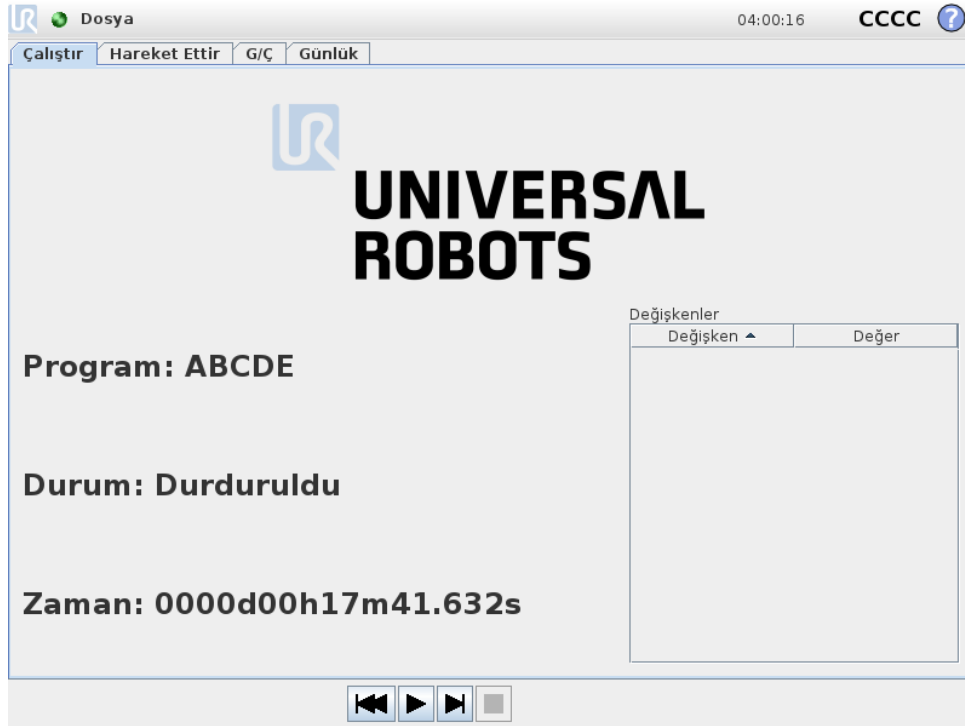 Dosya 04:00:16 CCCC ?
Çalıştır Hareket Ettir G/Ç Günlük
UR
UNIVERSAL
ROBOTS
Değişkenler
Değişken Değer
Program: ABCDE
Durum: Durduruldu
Zaman: 0000d00h17m41.632s